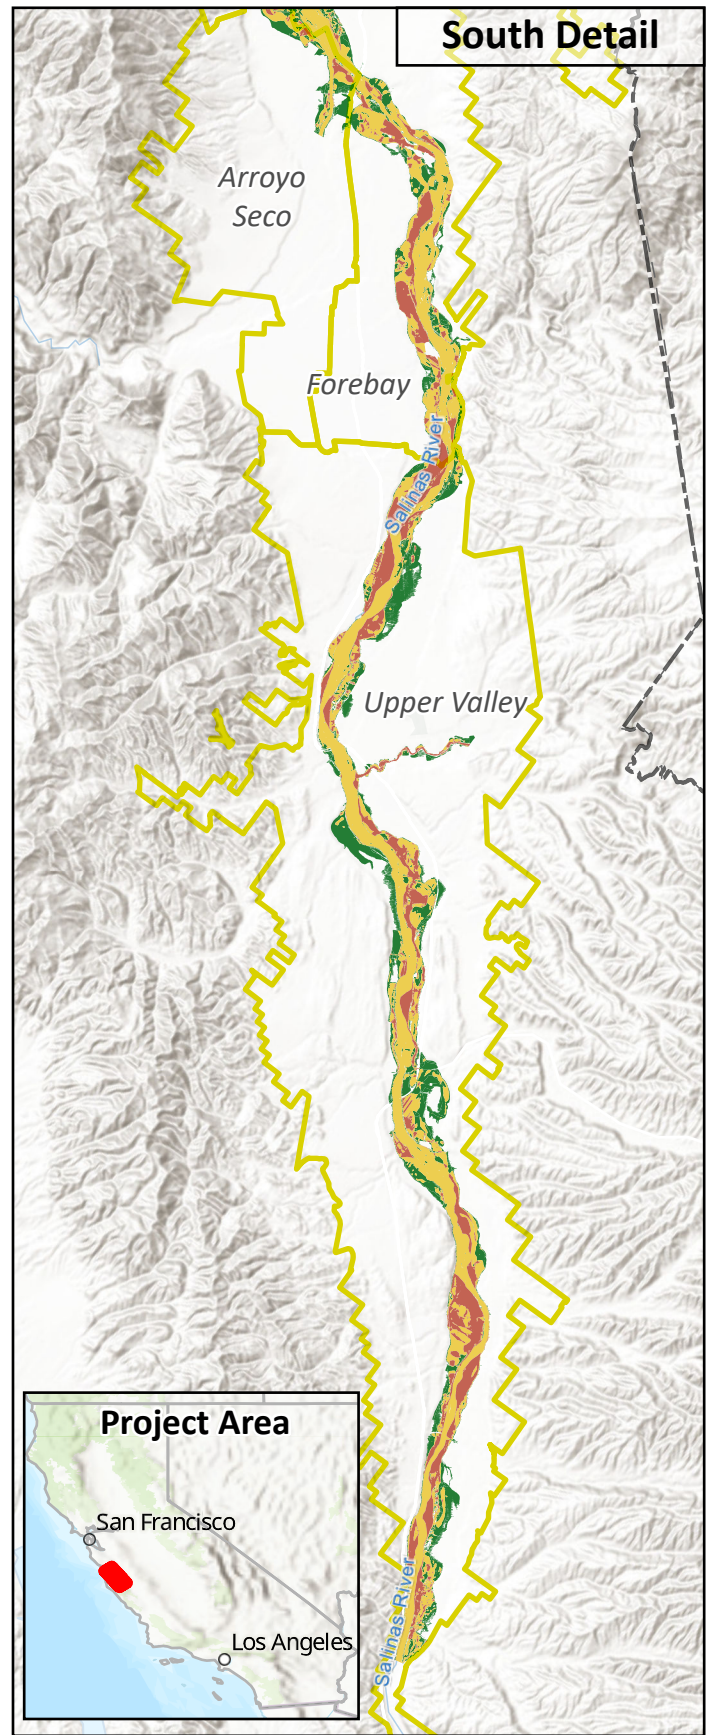 South Detail
Arroyo
Seco
Forebay
Salinas River
Upper Valley
Project Area
San Francisco
Los Angeles
Salinas River